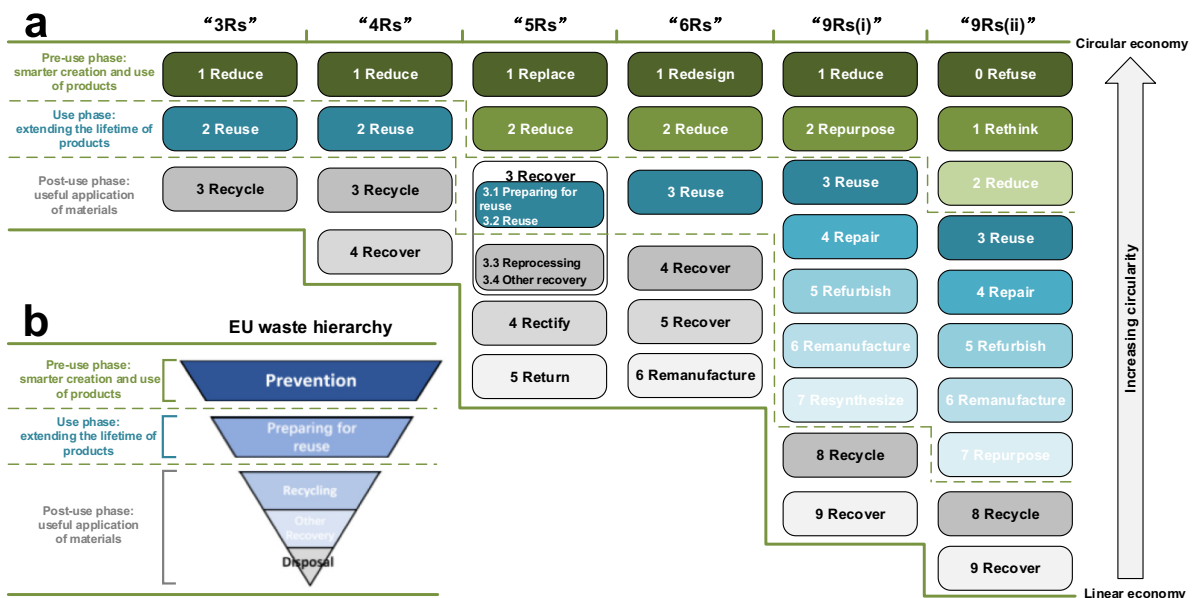 a
“3Rs”
“4Rs”
“5Rs”
“6Rs”
“9Rs(i)”
“9Rs(ii)”
Circular economy
Pre-use phase:
smarter creation and use
of products
1 Reduce
1 Reduce
1 Replace
1 Redesign
1 Reduce
0 Refuse
Use phase:
extending the lifetime of
products
2 Reuse
2 Reuse
2 Reduce
2 Reduce
2 Repurpose
1 Rethink
Post-use phase:
useful application
of materials
3 Recycle
3 Recycle
3 Recover
3.1 Preparing for
reuse
3.2 Reuse
3.3 Reprocessing
3.4 Other recovery
3 Reuse
3 Reuse
2 Reduce
4 Recover
4 Recover
4 Repair
3 Reuse
4 Rectify
5 Recover
5 Refurbish
4 Repair
5 Return
6 Remanufacture
6 Remanufacture
5 Refurbish
7 Resynthesize
6 Remanufacture
8 Recycle
7 Repurpose
9 Recover
8 Recycle
9 Recover
Increasing circularity
Linear economy
b
EU waste hierarchy
Pre-use phase:
smarter creation and use
of products
Prevention
Use phase:
extending the lifetime of
products
Preparing for
reuse
Post-use phase:
useful application
of materials
Recycling
Other
Recovery
Disposal